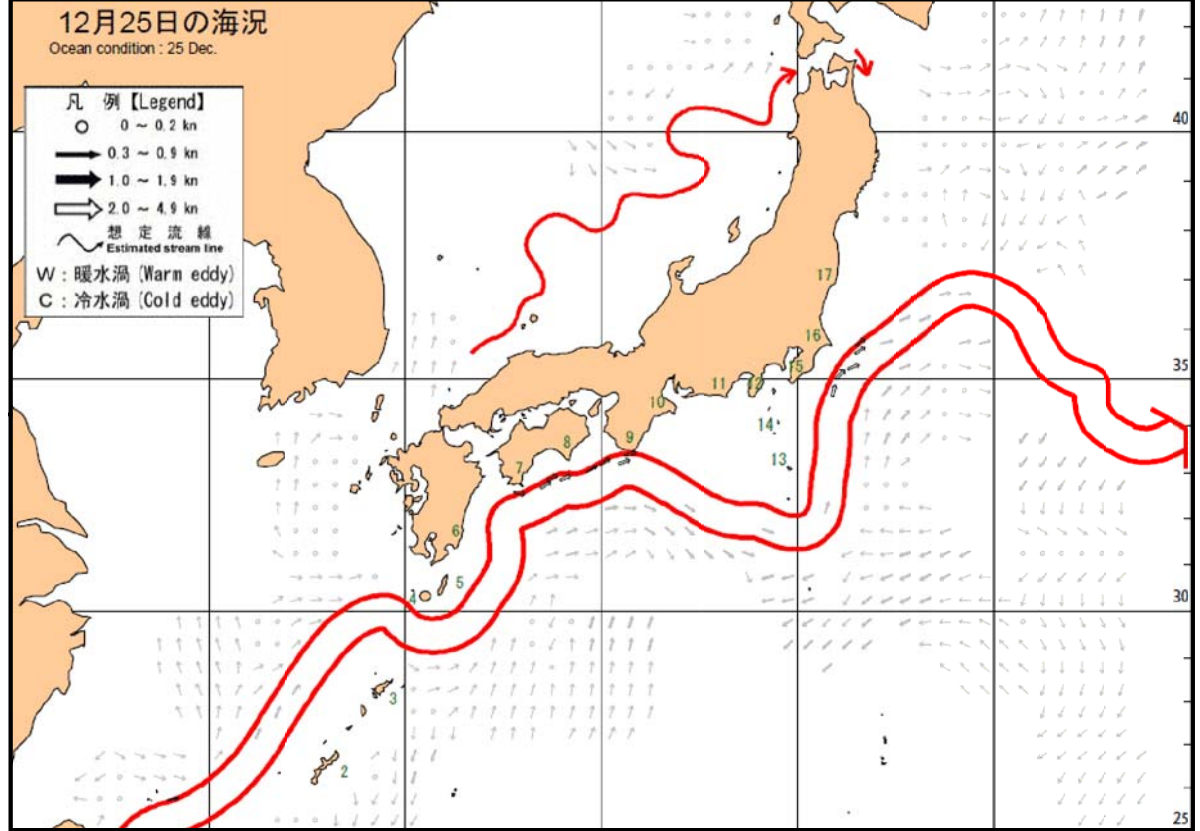 12月25日の海況
Ocean condition : 25 Dec.
凡 例【Legend】
0 ~ 0.2 kn
0.3 ~ 0.9 kn
1.0 ~ 1.9 kn
2.0 ~ 4.9 kn
想 定 流 線
Estimated stream line
W : 暖水渦 (Warm eddy)
C : 冷水渦 (Cold eddy)
40
17
16
35
15
12
11
10
14
9
8
13
7
6
5
4
30
3
2
25